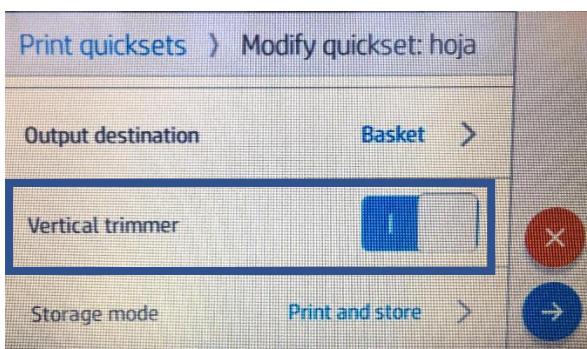 Print quicksets 〉 Modify quickset: hoja
Output destination Basket
Vertical trimmer
Storage mode Print and store